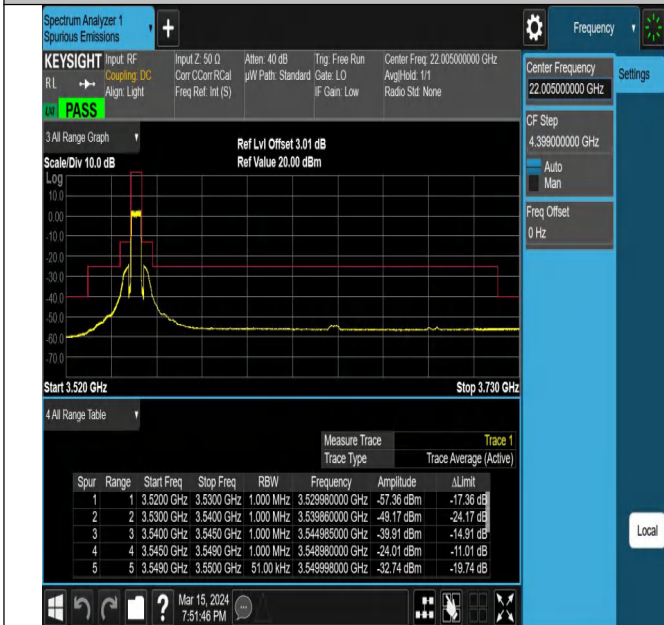 Spectrum Analyzer 1
Spurious Emissions
+
Frequency
KEYSIGHT
RL
PASS
Input: RF
Coupling: DC
Align: Light
Input Z: 50 Ω
Corr CCorr RCal
Freq Ref: Int (S)
Atten: 40 dB
µW Path: Standard
Trig: Free Run
Gate: LO
IF Gain: Low
Center Freq: 22.005000000 GHz
Avg|Hold: 1/1
Radio Std: None
Center Frequency
22.005000000 GHz
Settings
CF Step
4.399000000 GHz
Auto
Man
Freq Offset
0 Hz
3 All Range Graph
Scale/Div 10.0 dB
Ref Lvl Offset 3.01 dB
Ref Value 20.00 dBm
Log
10.0
0.00
-10.0
-20.0
-30.0
-40.0
-50.0
-60.0
-70.0
Start 3.520 GHz
Stop 3.730 GHz
4 All Range Table
Measure Trace Trace 1
Trace Type Trace Average (Active)
Spur Range Start Freq Stop Freq RBW Frequency Amplitude ΔLimit
1 1 3.5200 GHz 3.5300 GHz 1.000 MHz 3.529980000 GHz -57.36 dBm -17.36 dB
2 2 3.5300 GHz 3.5400 GHz 1.000 MHz 3.539860000 GHz -49.17 dBm -24.17 dB
3 3 3.5400 GHz 3.5450 GHz 1.000 MHz 3.544985000 GHz -39.91 dBm -14.91 dB
4 4 3.5450 GHz 3.5490 GHz 1.000 MHz 3.548980000 GHz -24.01 dBm -11.01 dB
5 5 3.5490 GHz 3.5500 GHz 51.00 kHz 3.549998000 GHz -32.74 dBm -19.74 dB
Local
?
Mar 15, 2024
7:51:46 PM